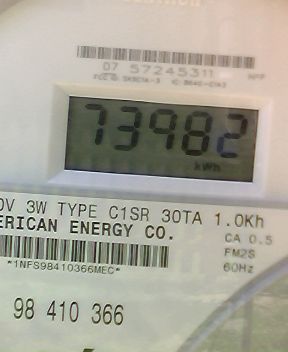 07 57245311
73982
kWh
V 3W TYPE C1SR 30TA 1.0Kh
ERICAN ENERGY CO.
CA 0.5
FM2S
60Hz
*1NFS98410366MEC*
98 410 366